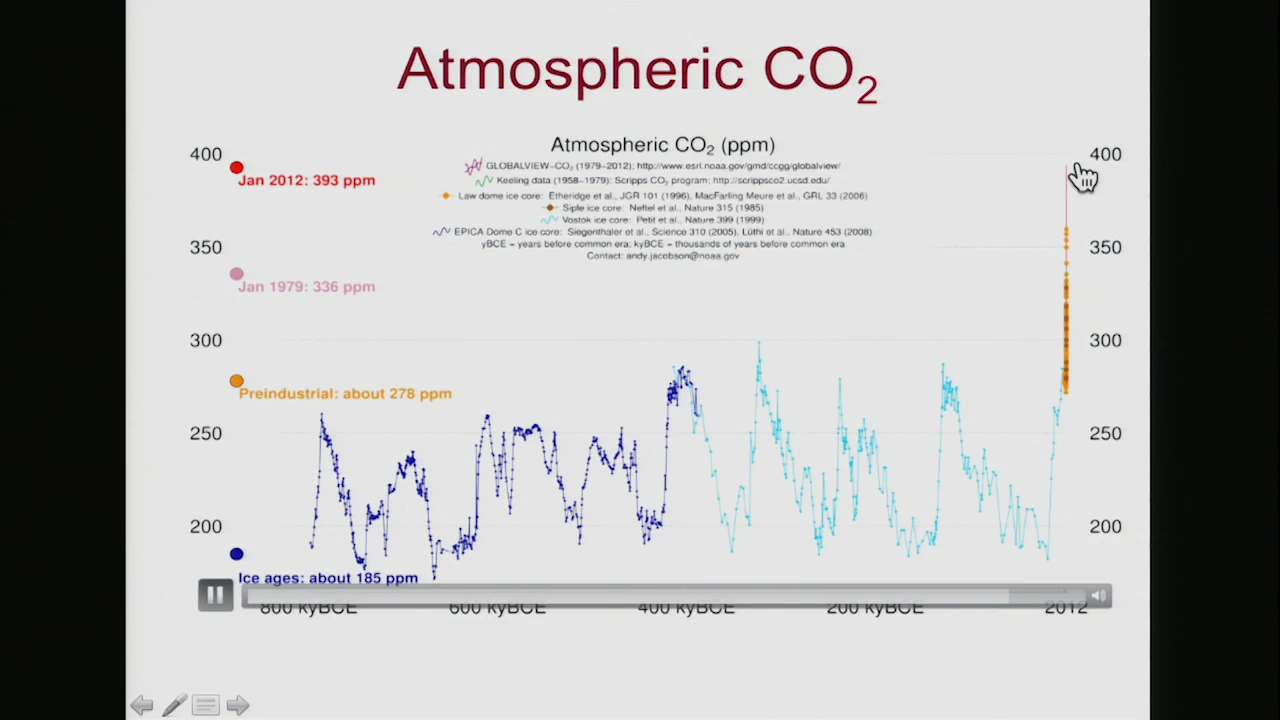 Atmospheric CO₂
Atmospheric CO₂ (ppm)
GLOBALVIEW-CO₂ (1979-2012); http://www.esrl.noaa.gov/gmd/ccgg/globalview/
Keeling data (1958-1979): Scripps CO₂ program; http://scrippsco2.ucsd.edu/
Law dome ice core: Etheridge et al., JGR 101 (1996), MacFarling Meure et al., GRL 33 (2006)
Siple ice core: Neftel et al., Nature 315 (1985)
Vostok ice core: Petit et al., Nature 399 (1999)
EPICA Dome C ice core: Siegenthaler et al., Science 310 (2005), Lüthi et al., Nature 453 (2008)
yBCE = years before common era; kyBCE = thousands of years before common era
Contact: andy.jacobson@noaa.gov
400
350
300
250
200
400
350
300
250
200
Jan 2012: 393 ppm
Jan 1979: 336 ppm
Preindustrial: about 278 ppm
Ice ages: about 185 ppm
800 kyBCE
600 kyBCE
400 kyBCE
200 kyBCE
2012